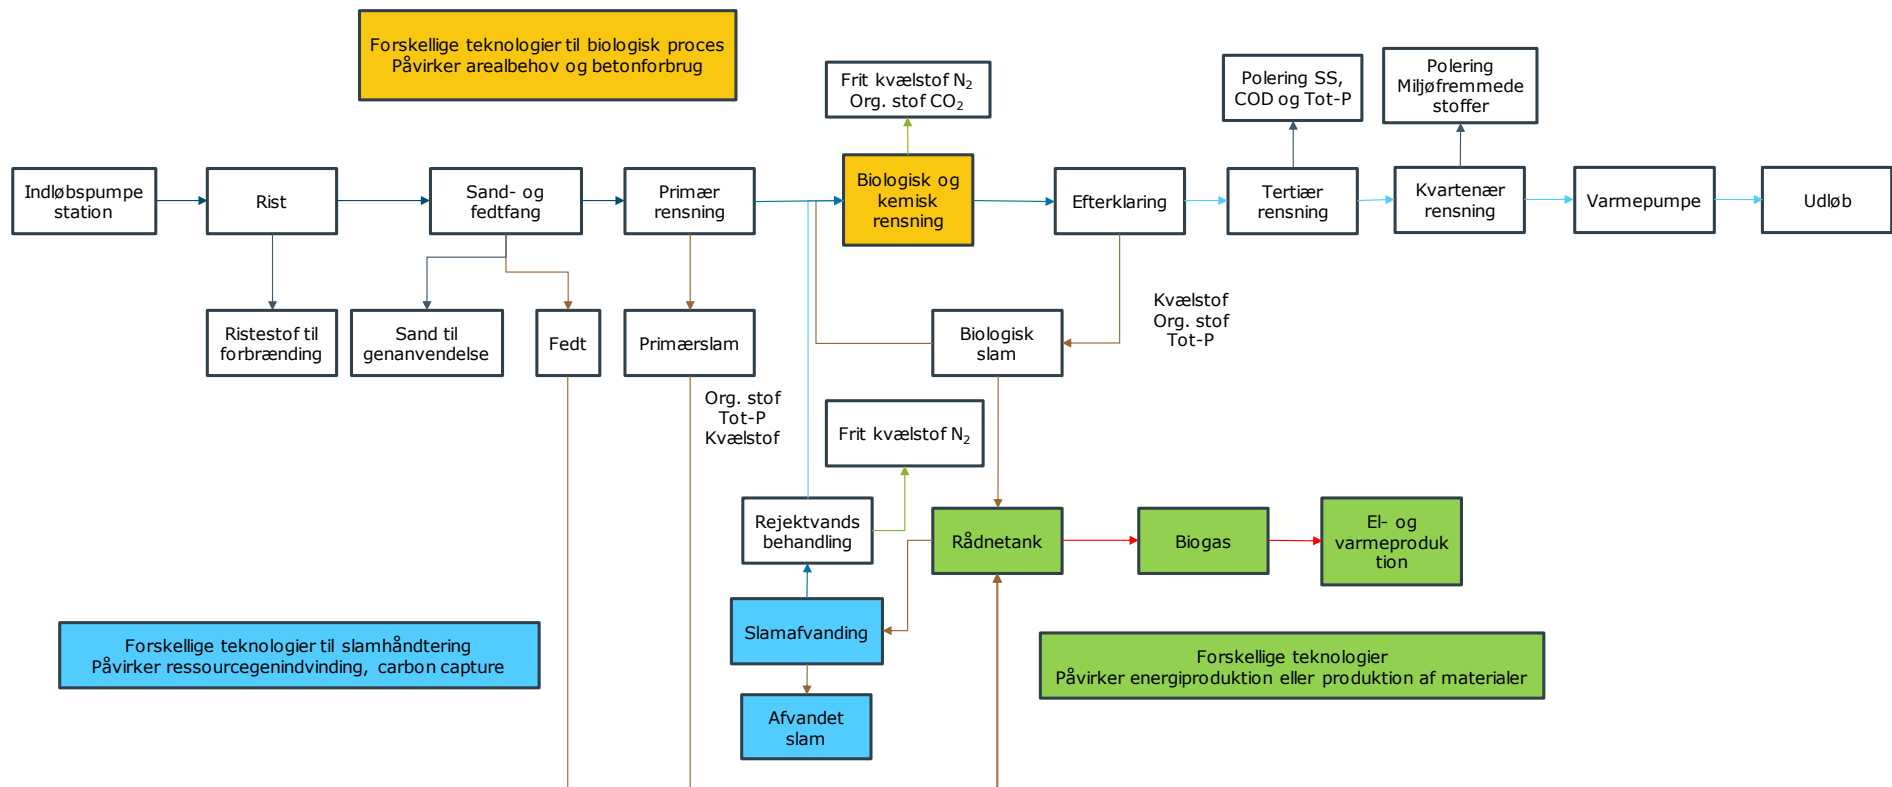 Forskellige teknologier til biologisk proces
Påvirker arealbehov og betonforbrug
Frit kvælstof N₂
Org. stof CO₂
Polering SS,
COD og Tot-P
Polering
Miljøfremmede
stoffer
Indløbspumpe
station
Rist
Sand- og
fedtfang
Primær
rensning
Biologisk og
kemisk
rensning
Efterklaring
Tertiær
rensning
Kvartenær
rensning
Varmepumpe
Udløb
Ristestof til
forbrænding
Sand til
genanvendelse
Fedt
Primærslam
Biologisk
slam
Kvælstof
Org. stof
Tot-P
Org. stof
Tot-P
Kvælstof
Frit kvælstof N₂
Rejektvands
behandling
Rådnetank
Biogas
El- og
varmeproduk
tion
Slamafvanding
Forskellige teknologier til slamhåndtering
Påvirker ressourcegenindvinding, carbon capture
Forskellige teknologier
Påvirker energiproduktion eller produktion af materialer
Afvandet
slam